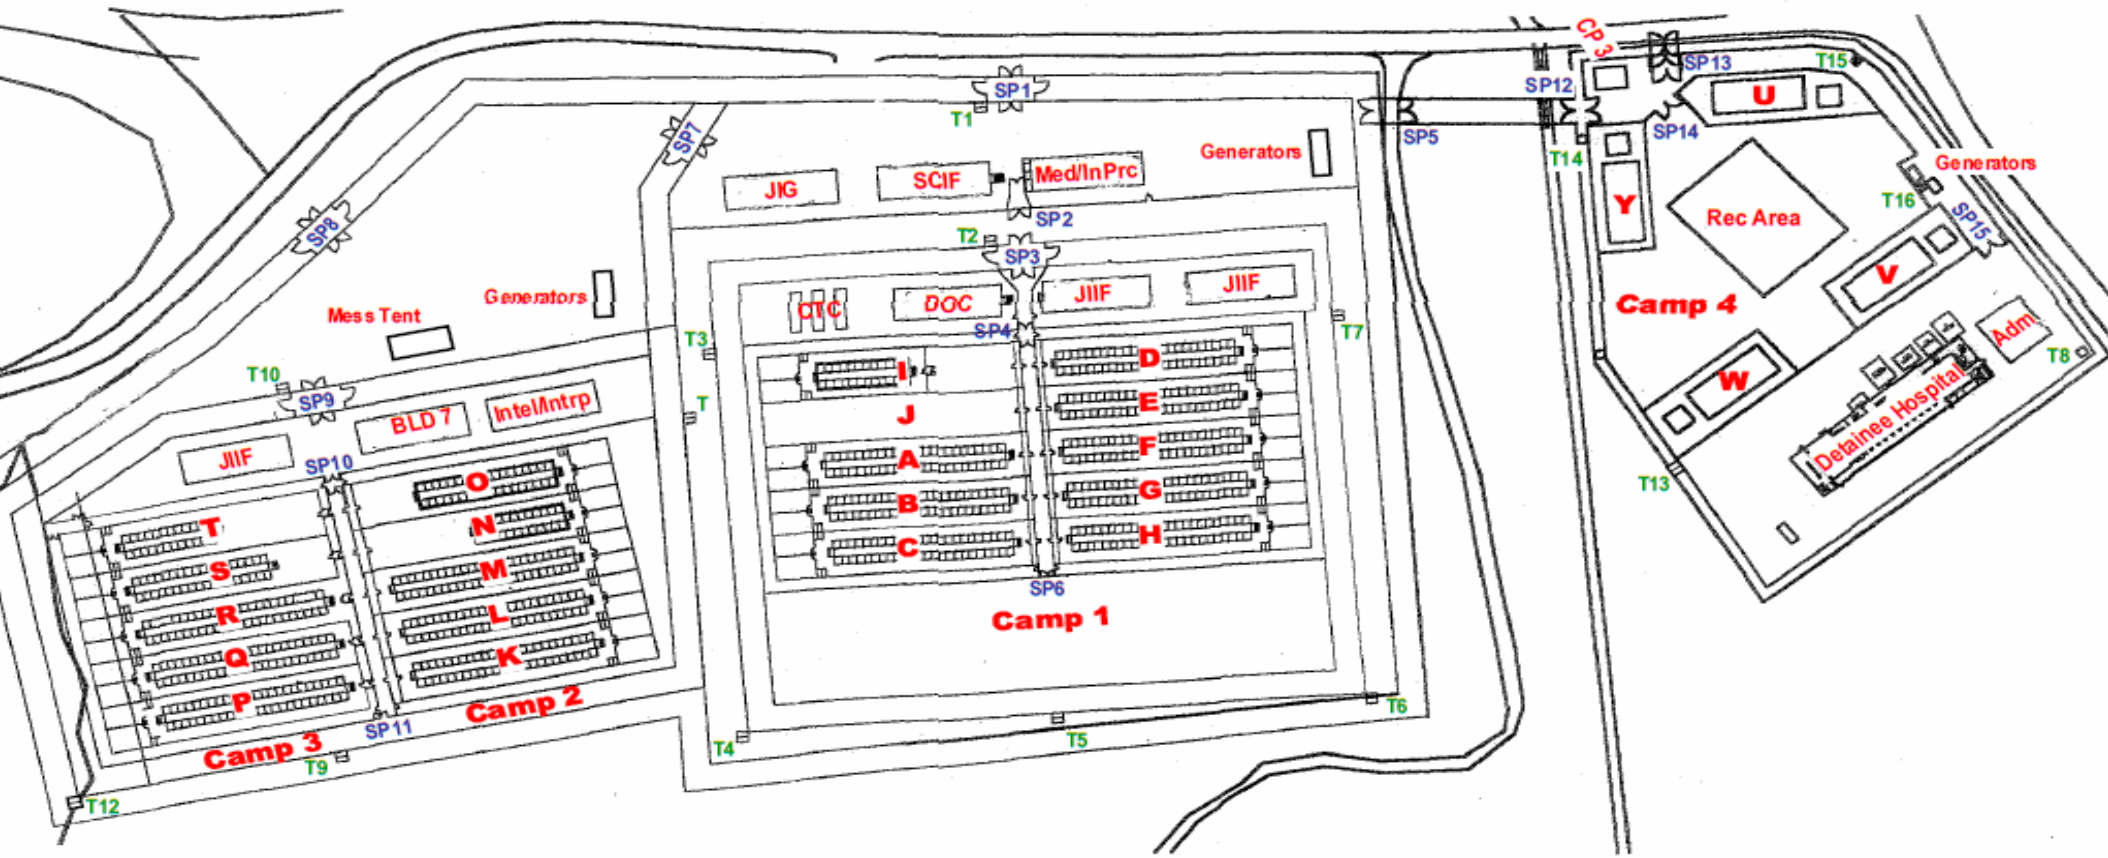 CP 3
SP13
T15
SP12
U
SP1
T1
SP7
SP5
SP14
T14
Generators
Generators
JIG
SCIF
Med/InPrc
SP2
Y
Rec Area
T16
SP15
SP8
T2
SP3
V
Generators
Mess Tent
CTC
DOC
JIIF
JIIF
Camp 4
SP4
T7
T3
Adm
T8
I
D
W
T10
SP9
BLD 7
Intel/Intrp
T
J
E
Detainee Hospital
JIIF
SP10
A
F
T13
O
B
G
T
N
C
H
S
M
SP6
R
L
Camp 1
Q
K
P
Camp 2
T6
SP11
Camp 3
T9
T4
T5
T12